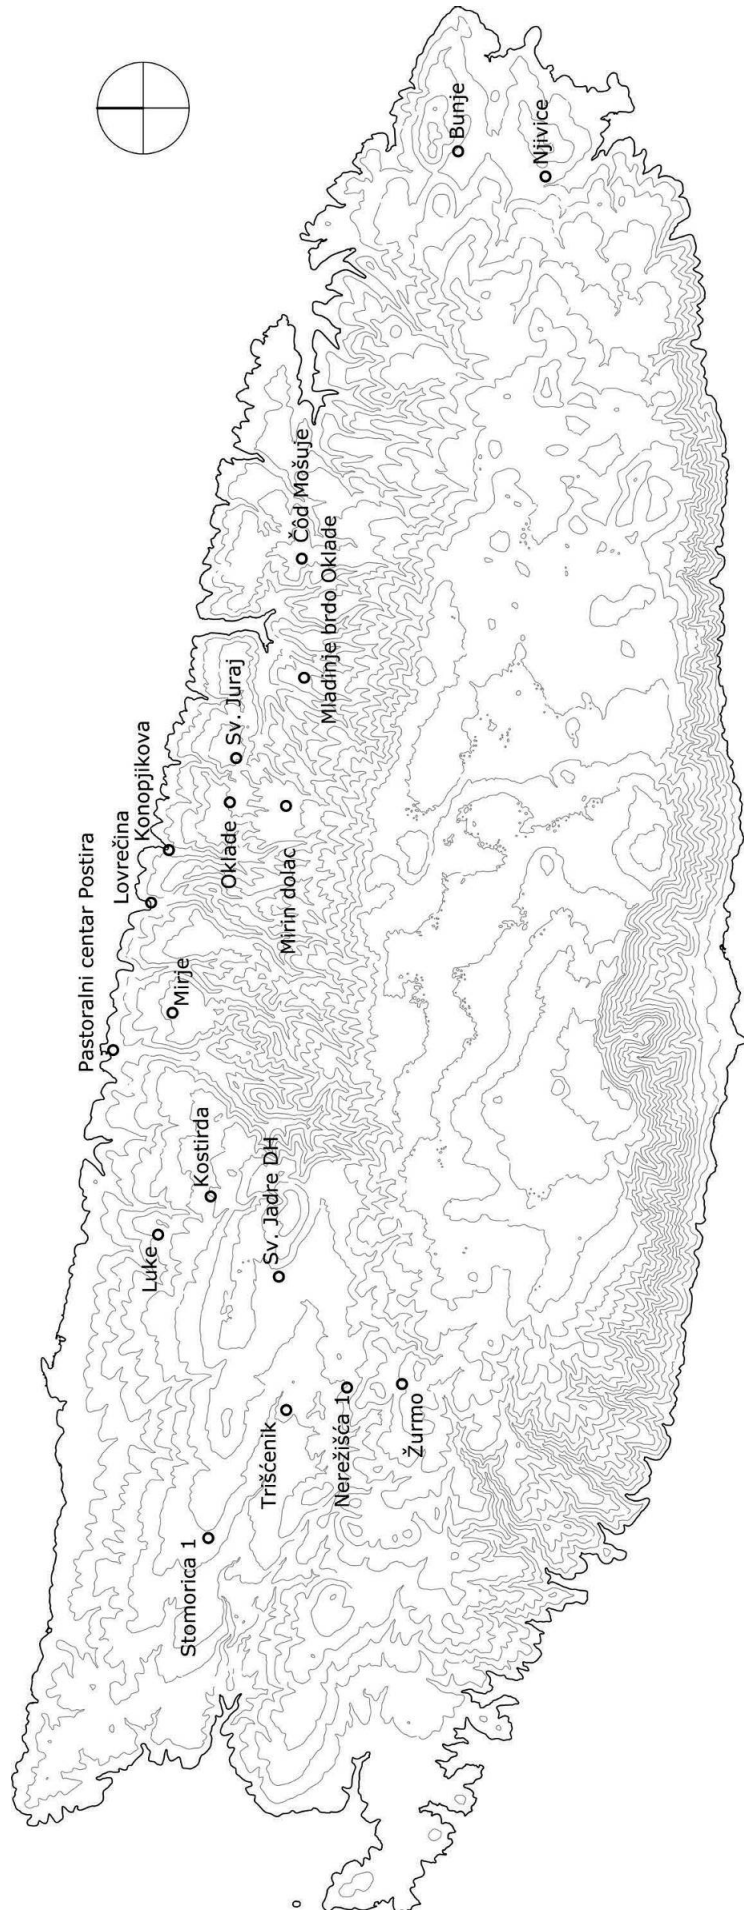 Bunje
Njivice
Čôd Mošuje
Mladinje brdo Oklade
Sv. Juraj
Konopjikova
Oklade
Lovrečina
Mirin dolac
Pastoralni centar Postira
Mirje
Kostirda
Sv. Jadre DH
Luke
Žurmo
Nerežišća 1
Trišćenik
Stomorica 1